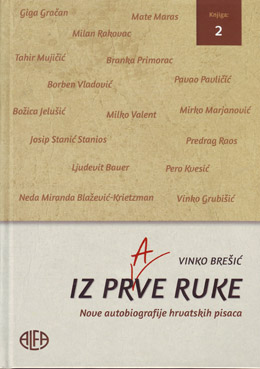 Giga Gračan
Mate Maras
Knjiga
2
Milan Rakovac
Tahir Mujičić
Branka Primorac
Borben Vladović
Pavao Pavličić
Božica Jelušić
Milko Valent
Mirko Marjanović
Josip Stanić Stanios
Predrag Raos
Ljudevit Bauer
Pero Kvesić
Neda Miranda Blažević-Krietzman
Vinko Grubišić
A
VINKO BREŠIĆ
IZ PRVE RUKE
Nove autobiografije hrvatskih pisaca
ALFA